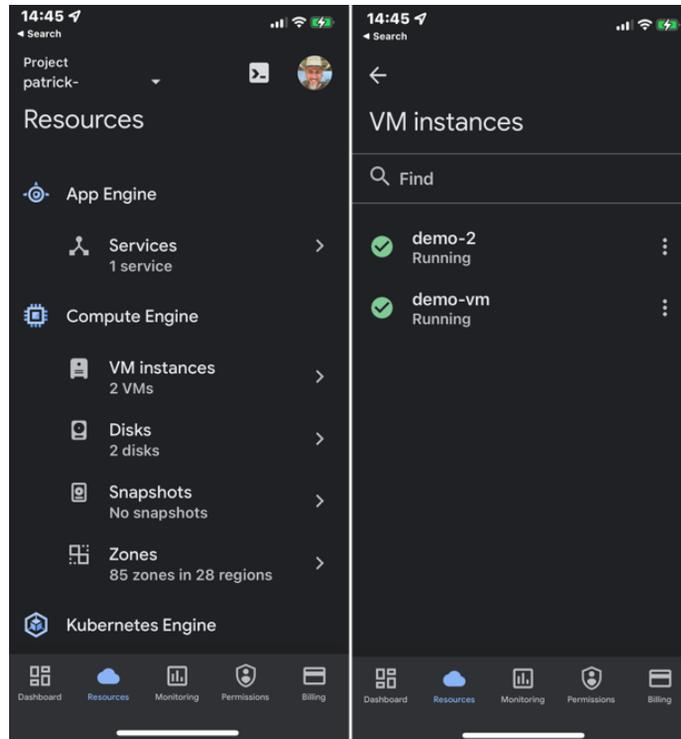 14:45
◄ Search
Project
patrick-
Resources
App Engine
Services
1 service
Compute Engine
VM instances
2 VMs
Disks
2 disks
Snapshots
No snapshots
Zones
85 zones in 28 regions
Kubernetes Engine
Dashboard Resources Monitoring Permissions Billing
14:45
◄ Search
VM instances
Find
demo-2
Running
demo-vm
Running
Dashboard Resources Monitoring Permissions Billing